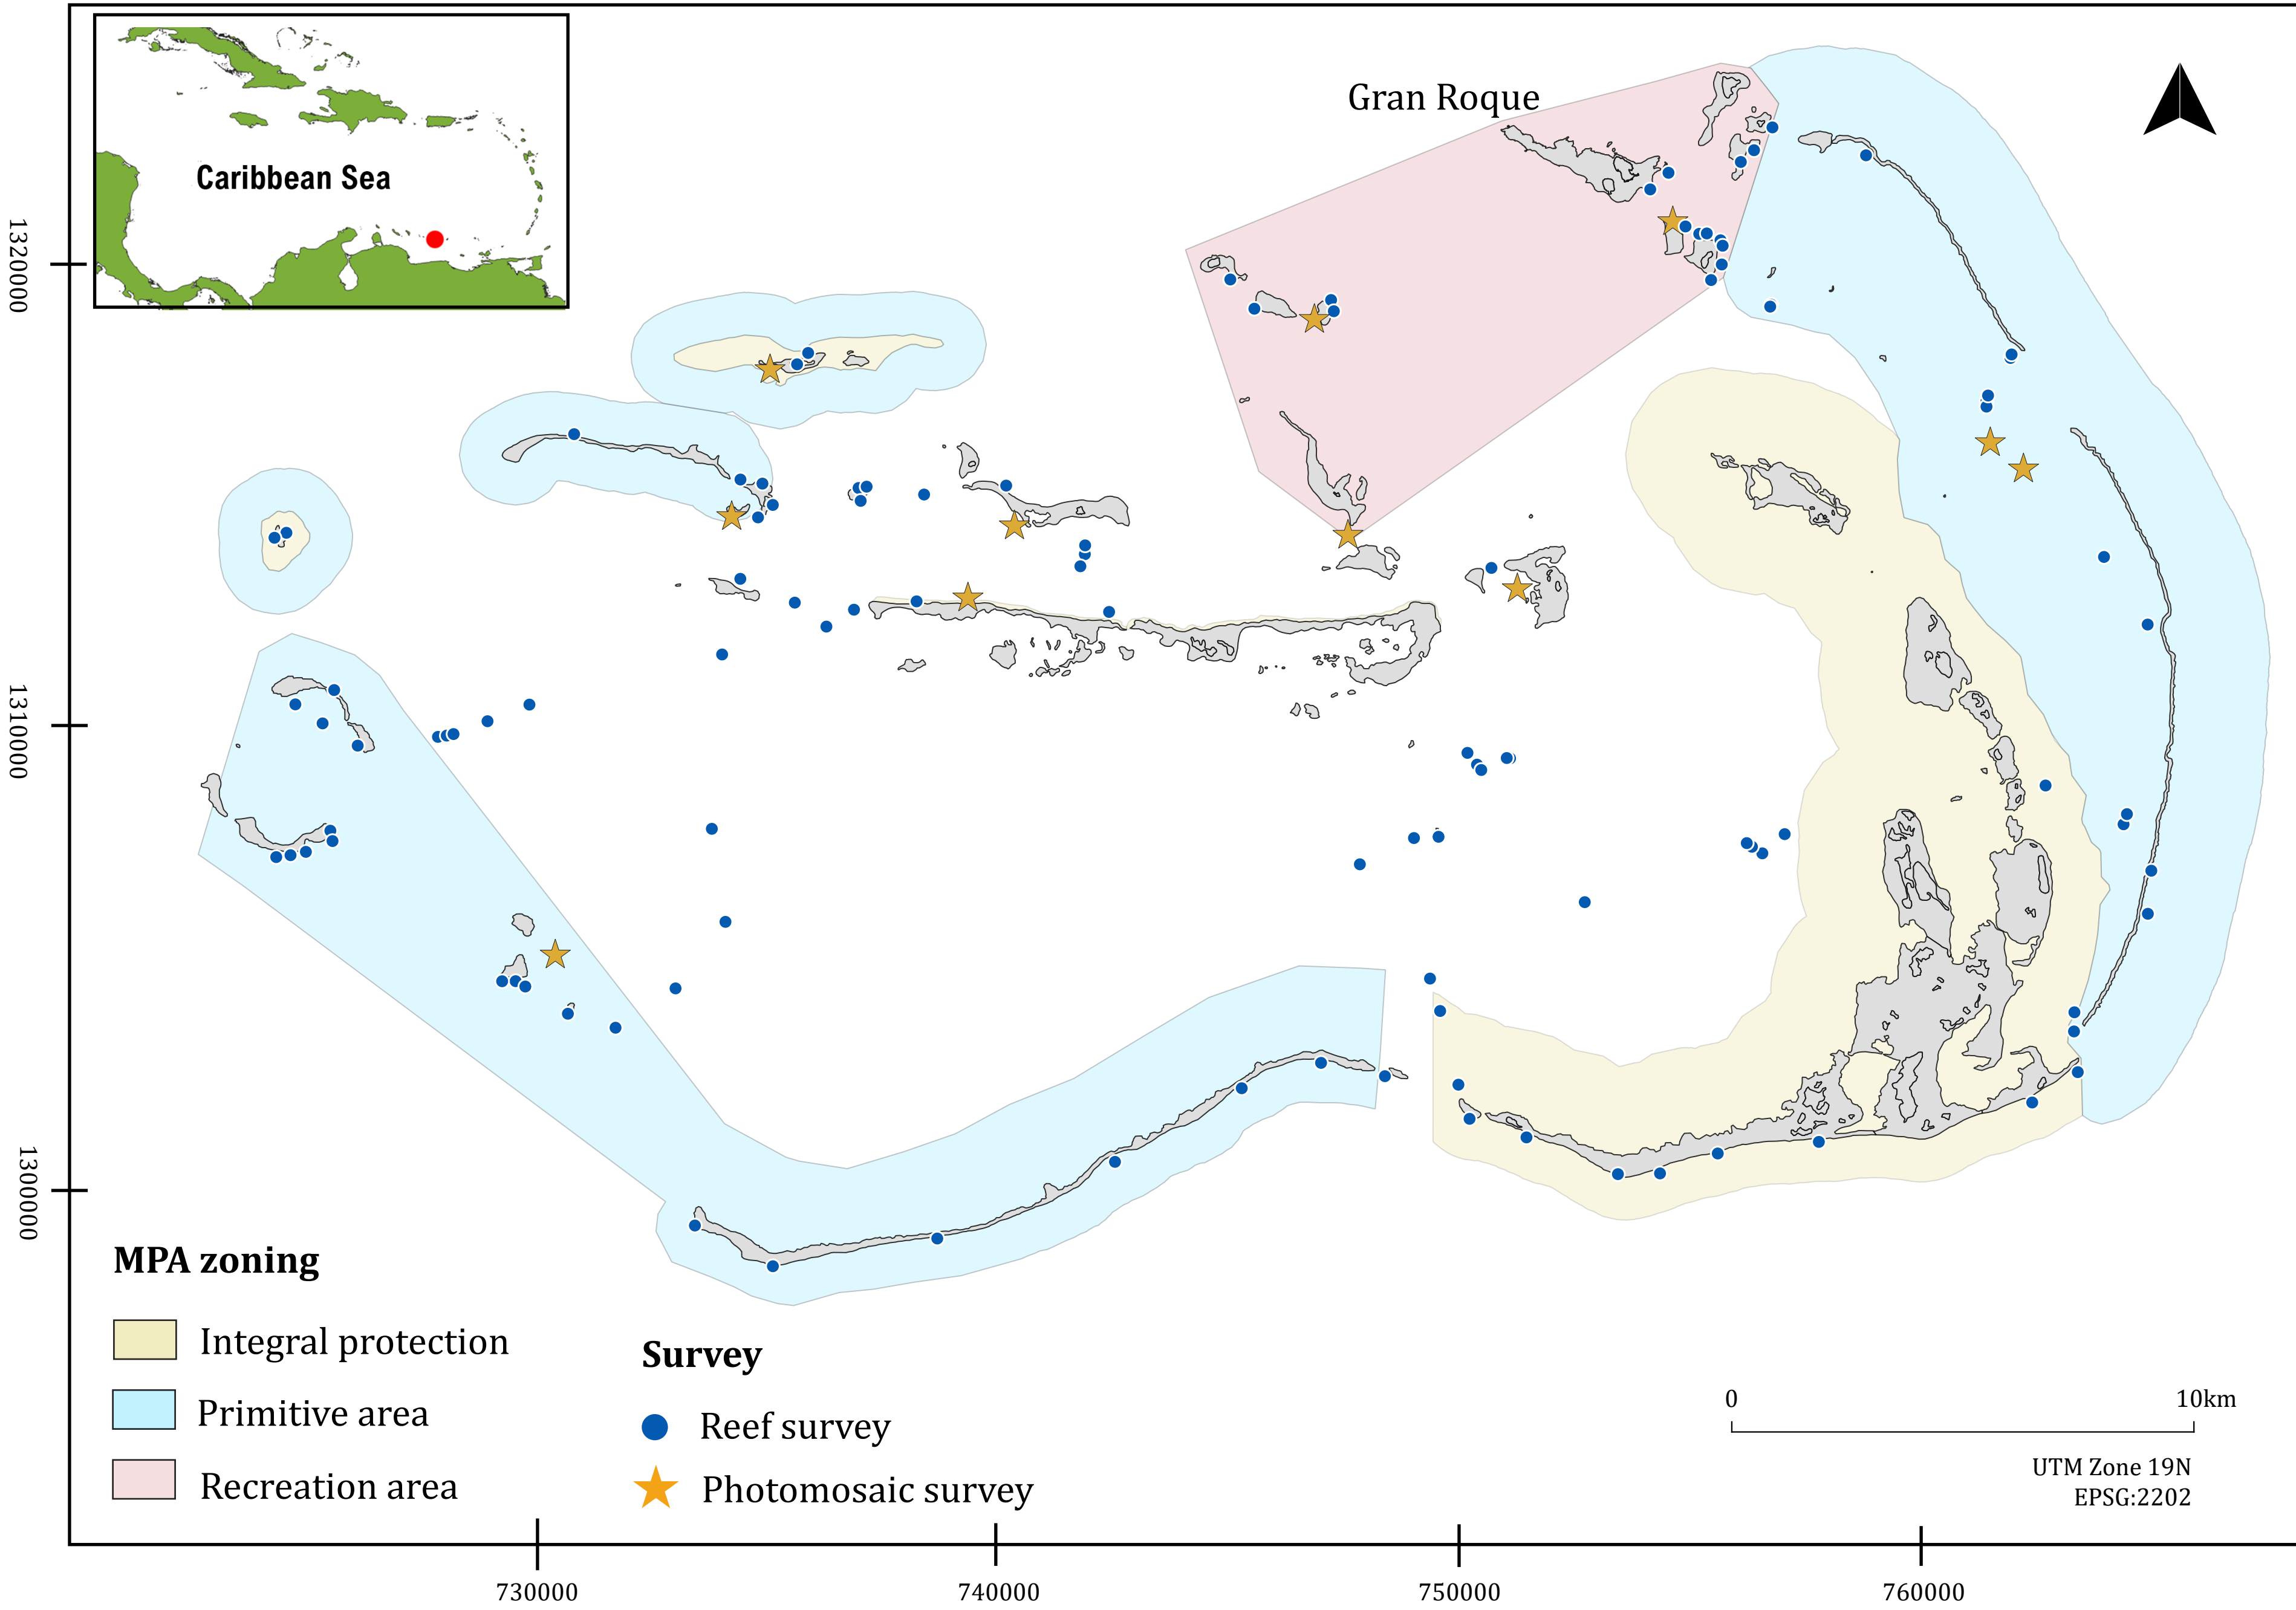 Caribbean Sea
Gran Roque
1320000
1310000
1300000
MPA zoning
Integral protection
Primitive area
Recreation area
Survey
Reef survey
Photomosaic survey
0 10km
UTM Zone 19N
EPSG:2202
730000 740000 750000 760000